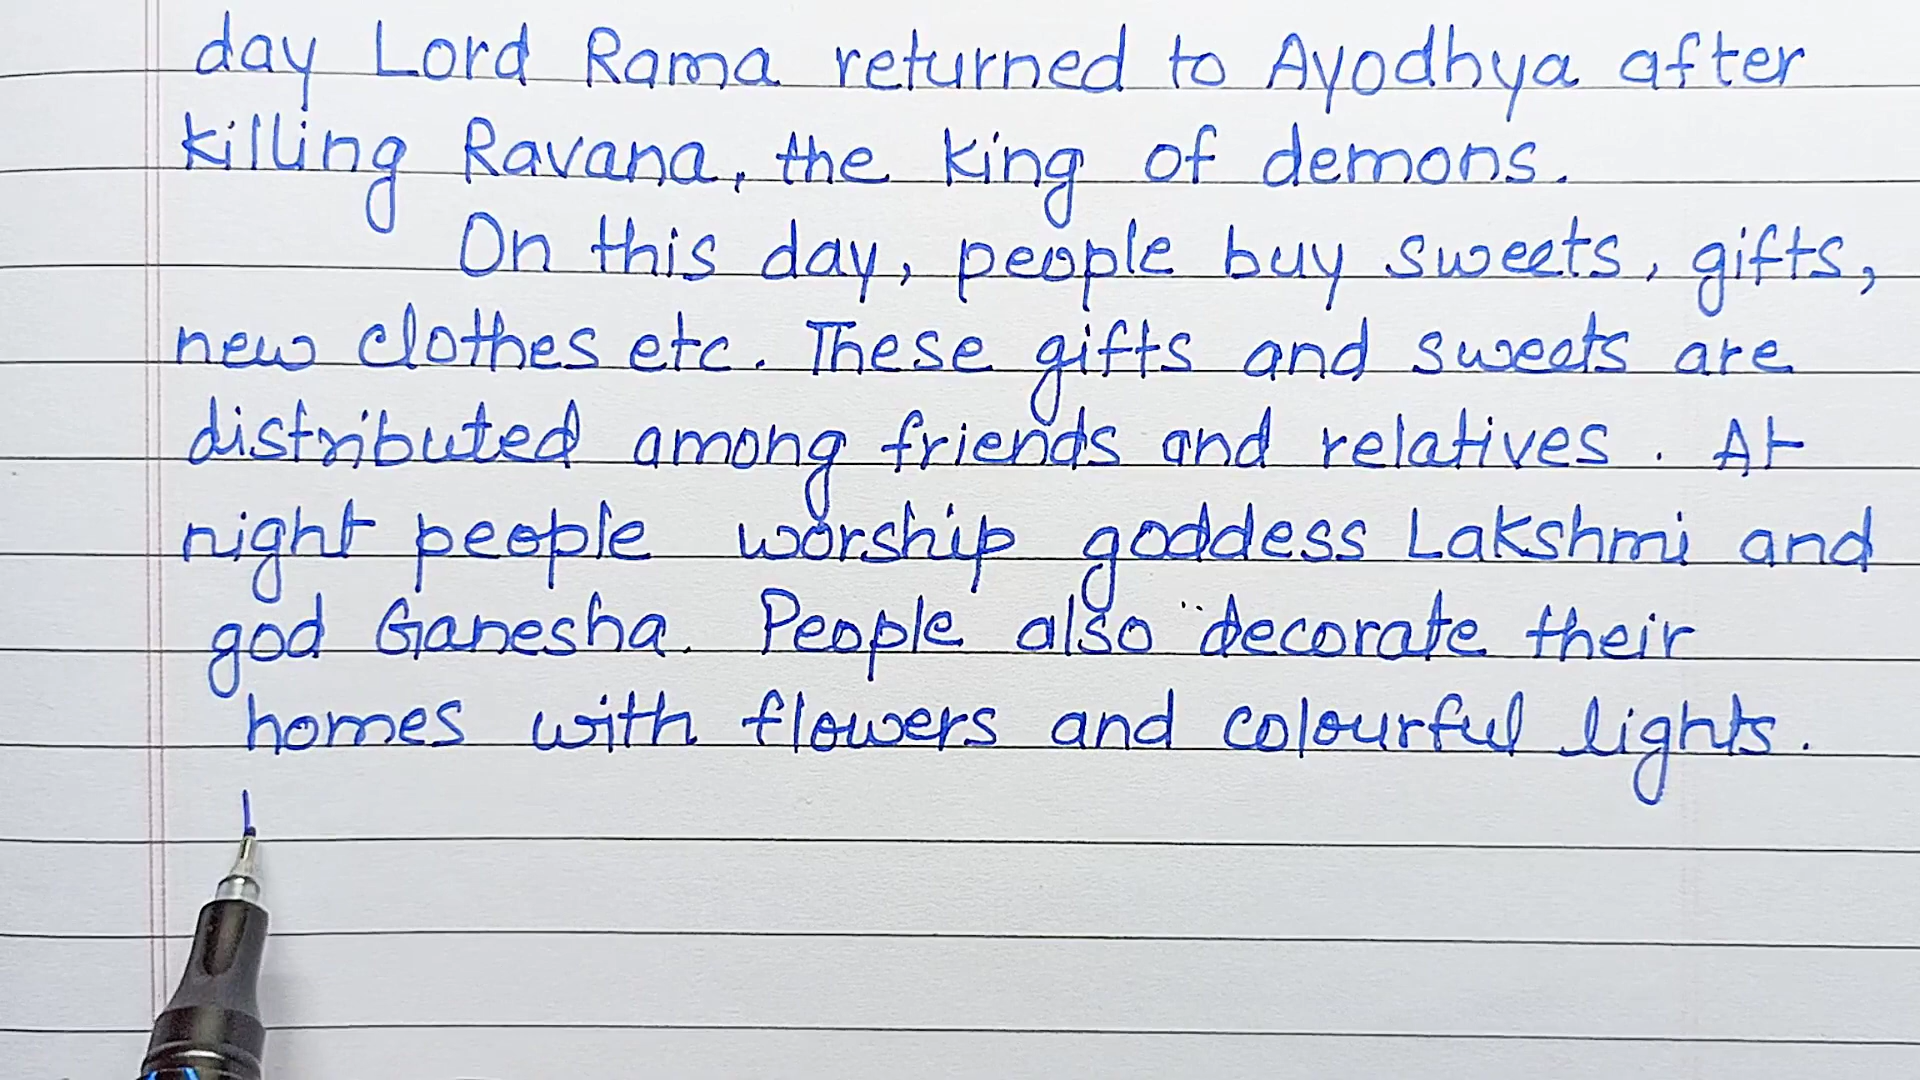 day Lord Rama returned to Ayodhya after
killing Ravana, the king of demons.
On this day, people buy sweets, gifts,
new clothes etc. These gifts and sweets are
distributed among friends and relatives. At
night people worship goddess Lakshmi and
god Ganesha. People also decorate their
homes with flowers and colourful lights.